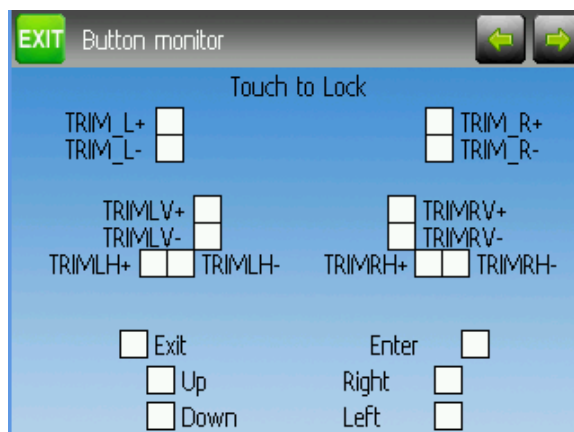 EXIT Button monitor
Touch to Lock
TRIM_L+ TRIM_R+
TRIM_L- TRIM_R-
TRIMLV+ TRIMRV+
TRIMLV- TRIMRV-
TRIMLH+ TRIMLH- TRIMRH+ TRIMRH-
Exit Enter
Up Right
Down Left